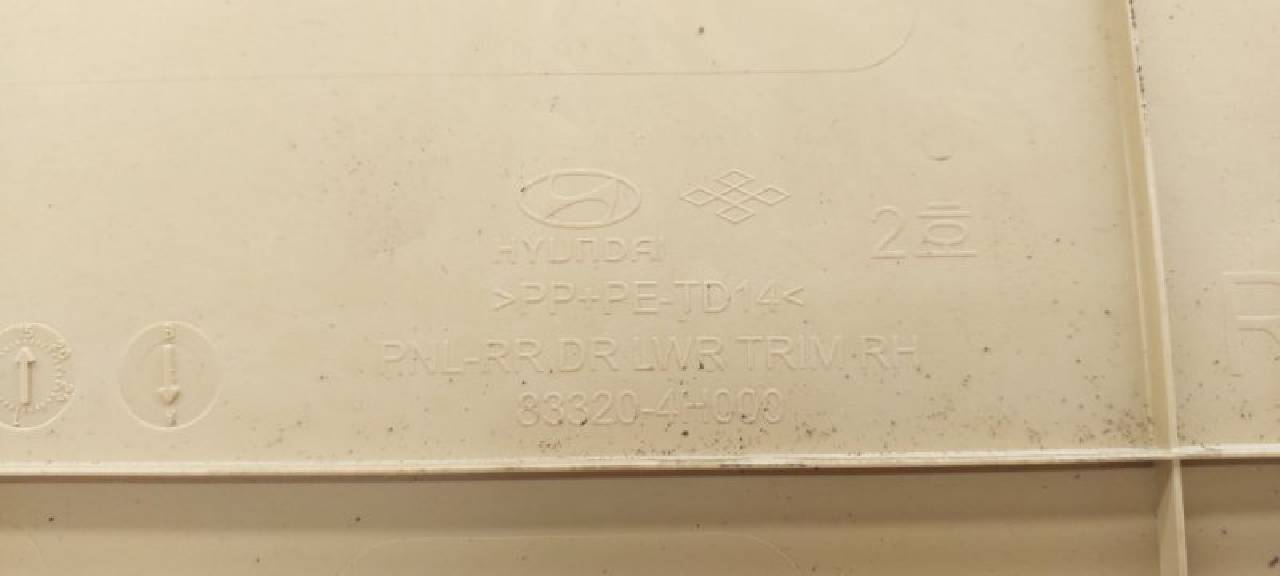 HYUNDAI
2호
>PP+PE-TD14<
PNL-RR DR LWR TRIM RH
83320-4H000
R